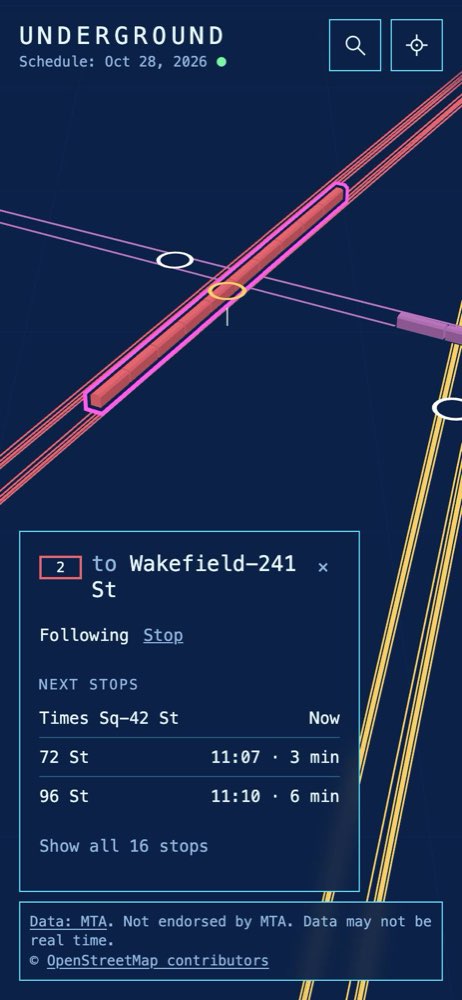 UNDERGROUND
Schedule: Oct 28, 2026
2 to Wakefield–241
St
×
Following Stop
NEXT STOPS
Times Sq–42 St Now
72 St 11:07 · 3 min
96 St 11:10 · 6 min
Show all 16 stops
Data: MTA. Not endorsed by MTA. Data may not be
real time.
© OpenStreetMap contributors